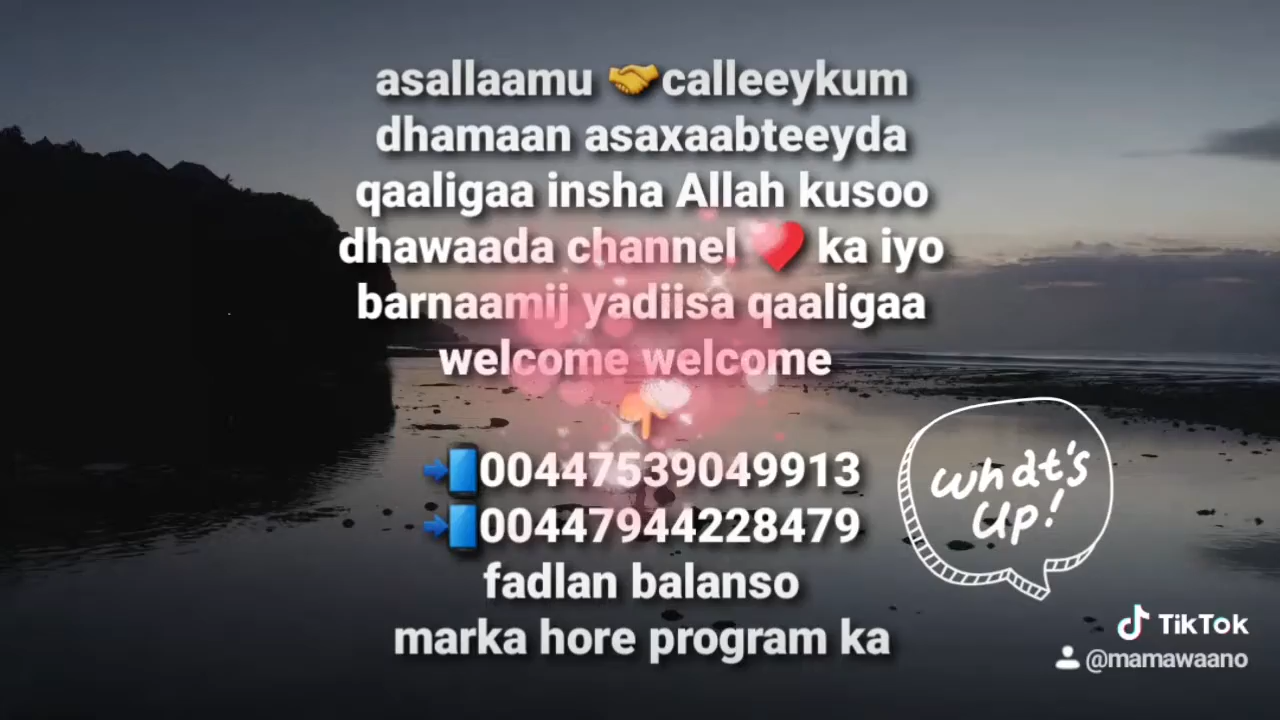 asallaamu 🤝calleeykum
dhamaan asaxaabteeyda
qaaligaa insha Allah kusoo
dhawaada channel ❤️ ka iyo
barnaamij yadiisa qaaligaa
welcome welcome
👇
📲00447539049913
📲00447944228479
fadlan balanso
marka hore program ka
what's
up!
TikTok
@mamawaano